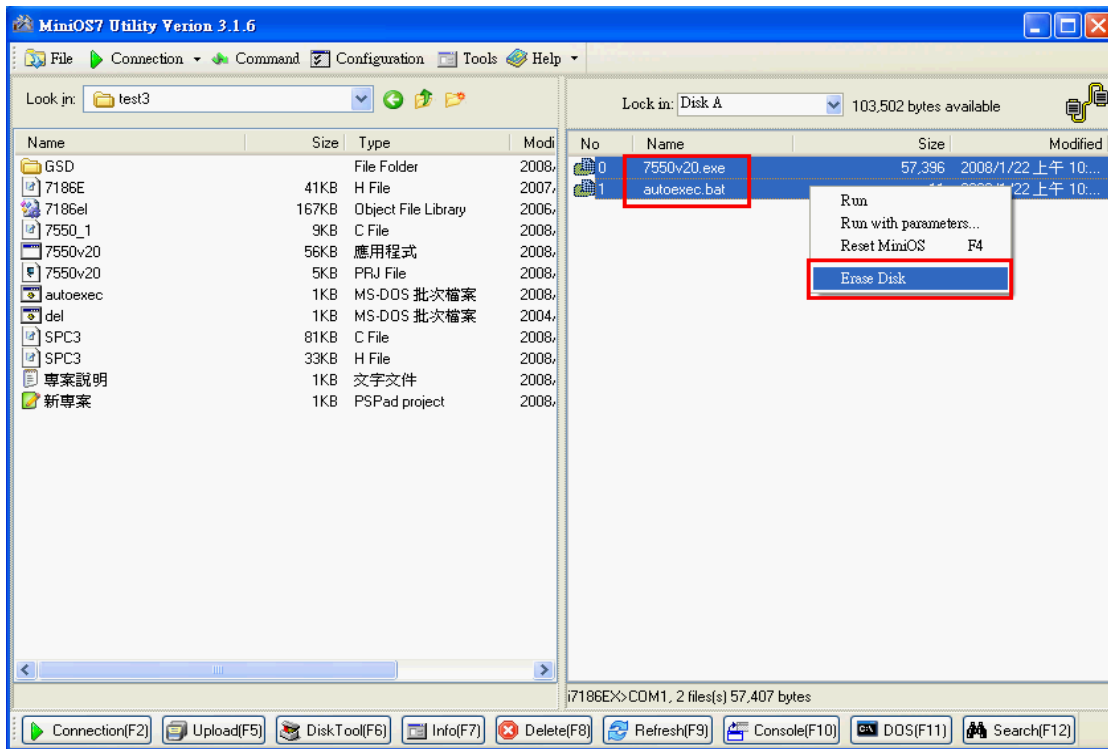 MiniOS7 Utility Verion 3.1.6
File Connection Command Configuration Tools Help
Look in: test3
Lock in: Disk A 103,502 bytes available
Name Size Type Modi
GSD File Folder 2008/
7186E 41KB H File 2007/
7186el 167KB Object File Library 2006/
7550_1 9KB C File 2008/
7550v20 56KB 應用程式 2008/
7550v20 5KB PRJ File 2008/
autoexec 1KB MS-DOS 批次檔案 2008/
del 1KB MS-DOS 批次檔案 2004/
SPC3 81KB C File 2008/
SPC3 33KB H File 2008/
專案說明 1KB 文字文件 2008/
新專案 1KB PSPad project 2008/
No Name Size Modified
0 7550v20.exe 57,396 2008/1/22 上午 10:...
1 autoexec.bat 22 上午 10:...
Run
Run with parameters...
Reset MiniOS F4
Erase Disk
i7186EX>COM1, 2 files(s) 57,407 bytes
Connection(F2) Upload(F5) DiskTool(F6) Info(F7) Delete(F8) Refresh(F9) Console(F10) DOS(F11) Search(F12)